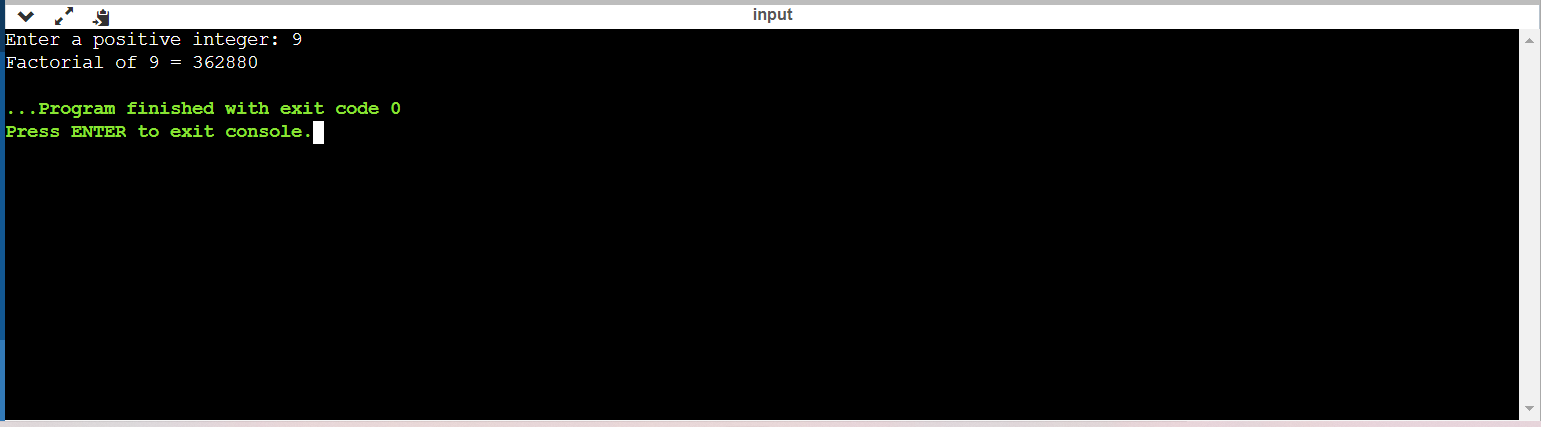 input
Enter a positive integer: 9
Factorial of 9 = 362880
...Program finished with exit code 0
Press ENTER to exit console.